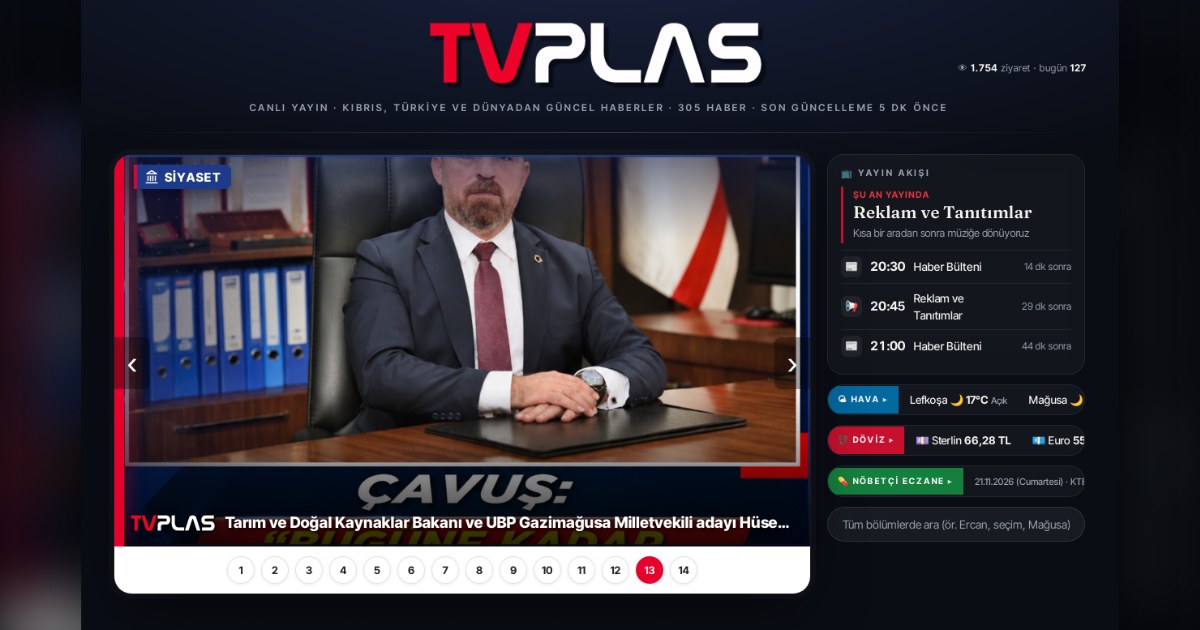 TVPLAS
1.754 ziyaret · bugün 127
CANLI YAYIN · KIBRIS, TÜRKİYE VE DÜNYADAN GÜNCEL HABERLER · 305 HABER · SON GÜNCELLEME 5 DK ÖNCE
SİYASET
ÇAVUŞ:
"BUGÜNE KADAR
TVPLAS Tarım ve Doğal Kaynaklar Bakanı ve UBP Gazimağusa Milletvekili adayı Hüse...
1 2 3 4 5 6 7 8 9 10 11 12 13 14
YAYIN AKIŞI
ŞU AN YAYINDA
Reklam ve Tanıtımlar
Kısa bir aradan sonra müziğe dönüyoruz
20:30 Haber Bülteni 14 dk sonra
20:45 Reklam ve Tanıtımlar 29 dk sonra
21:00 Haber Bülteni 44 dk sonra
HAVA ▸ Lefkoşa 17°C Açık Mağusa
DÖVİZ ▸ Sterlin 66,28 TL Euro 55
NÖBETÇİ ECZANE ▸ 21.11.2026 (Cumartesi) · KTE
Tüm bölümlerde ara (ör. Ercan, seçim, Mağusa)